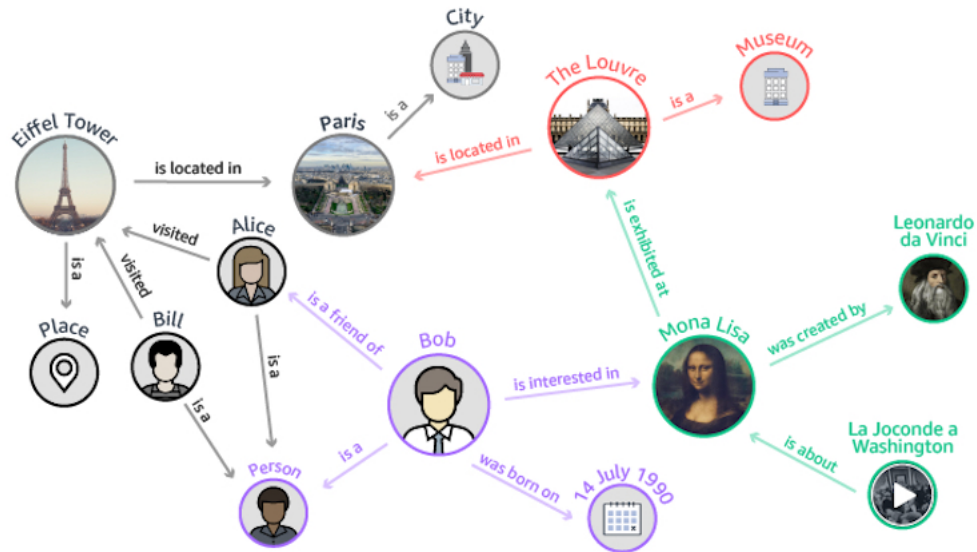 City
The Louvre
Museum
is a
is a
Eiffel Tower
Paris
is located in
is located in
visited
Alice
is exhibited at
Leonardo
da Vinci
is a
visited
Place
Bill
is a friend of
Bob
Mona Lisa
was created by
is a
is interested in
is a
La Joconde a
Washington
is about
Person
is a
was born on
14 July 1990